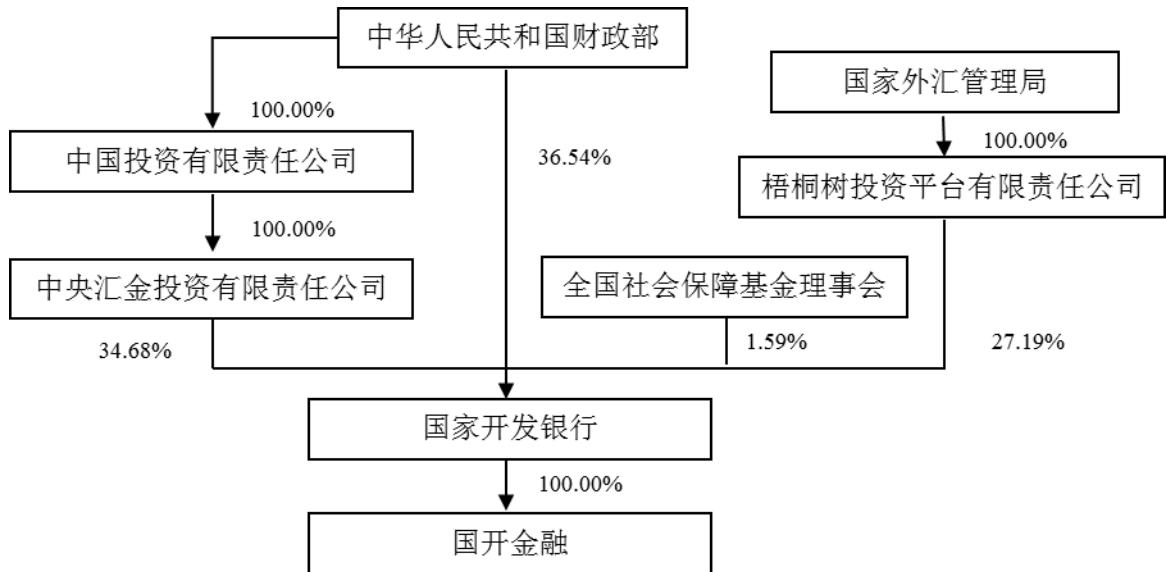 中华人民共和国财政部
国家外汇管理局
100.00%
100.00%
中国投资有限责任公司
36.54%
梧桐树投资平台有限责任公司
100.00%
中央汇金投资有限责任公司
全国社会保障基金理事会
34.68%
1.59%
27.19%
国家开发银行
100.00%
国开金融